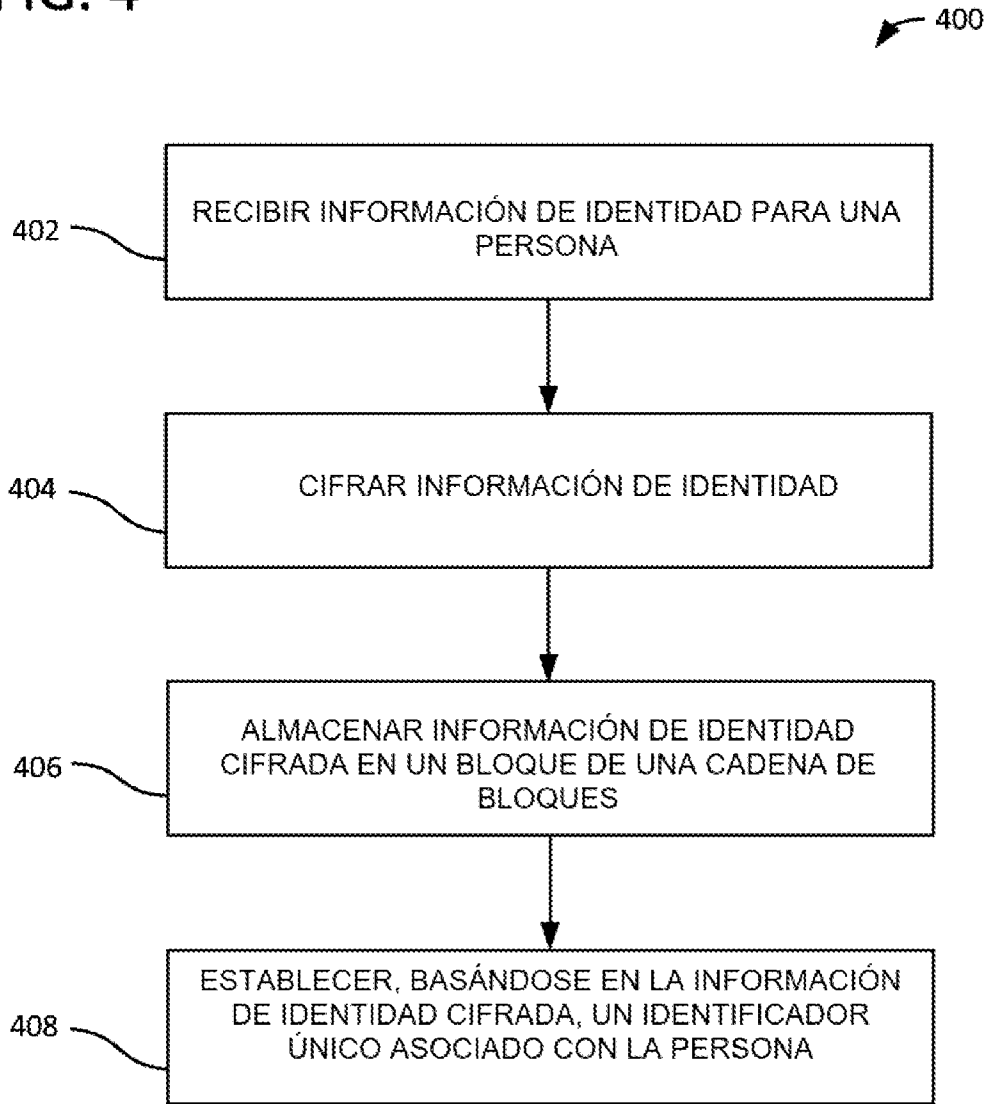 FIG. 4
400
402
RECIBIR INFORMACIÓN DE IDENTIDAD PARA UNA
PERSONA
404
CIFRAR INFORMACIÓN DE IDENTIDAD
406
ALMACENAR INFORMACIÓN DE IDENTIDAD
CIFRADA EN UN BLOQUE DE UNA CADENA DE
BLOQUES
408
ESTABLECER, BASÁNDOSE EN LA INFORMACIÓN
DE IDENTIDAD CIFRADA, UN IDENTIFICADOR
ÚNICO ASOCIADO CON LA PERSONA